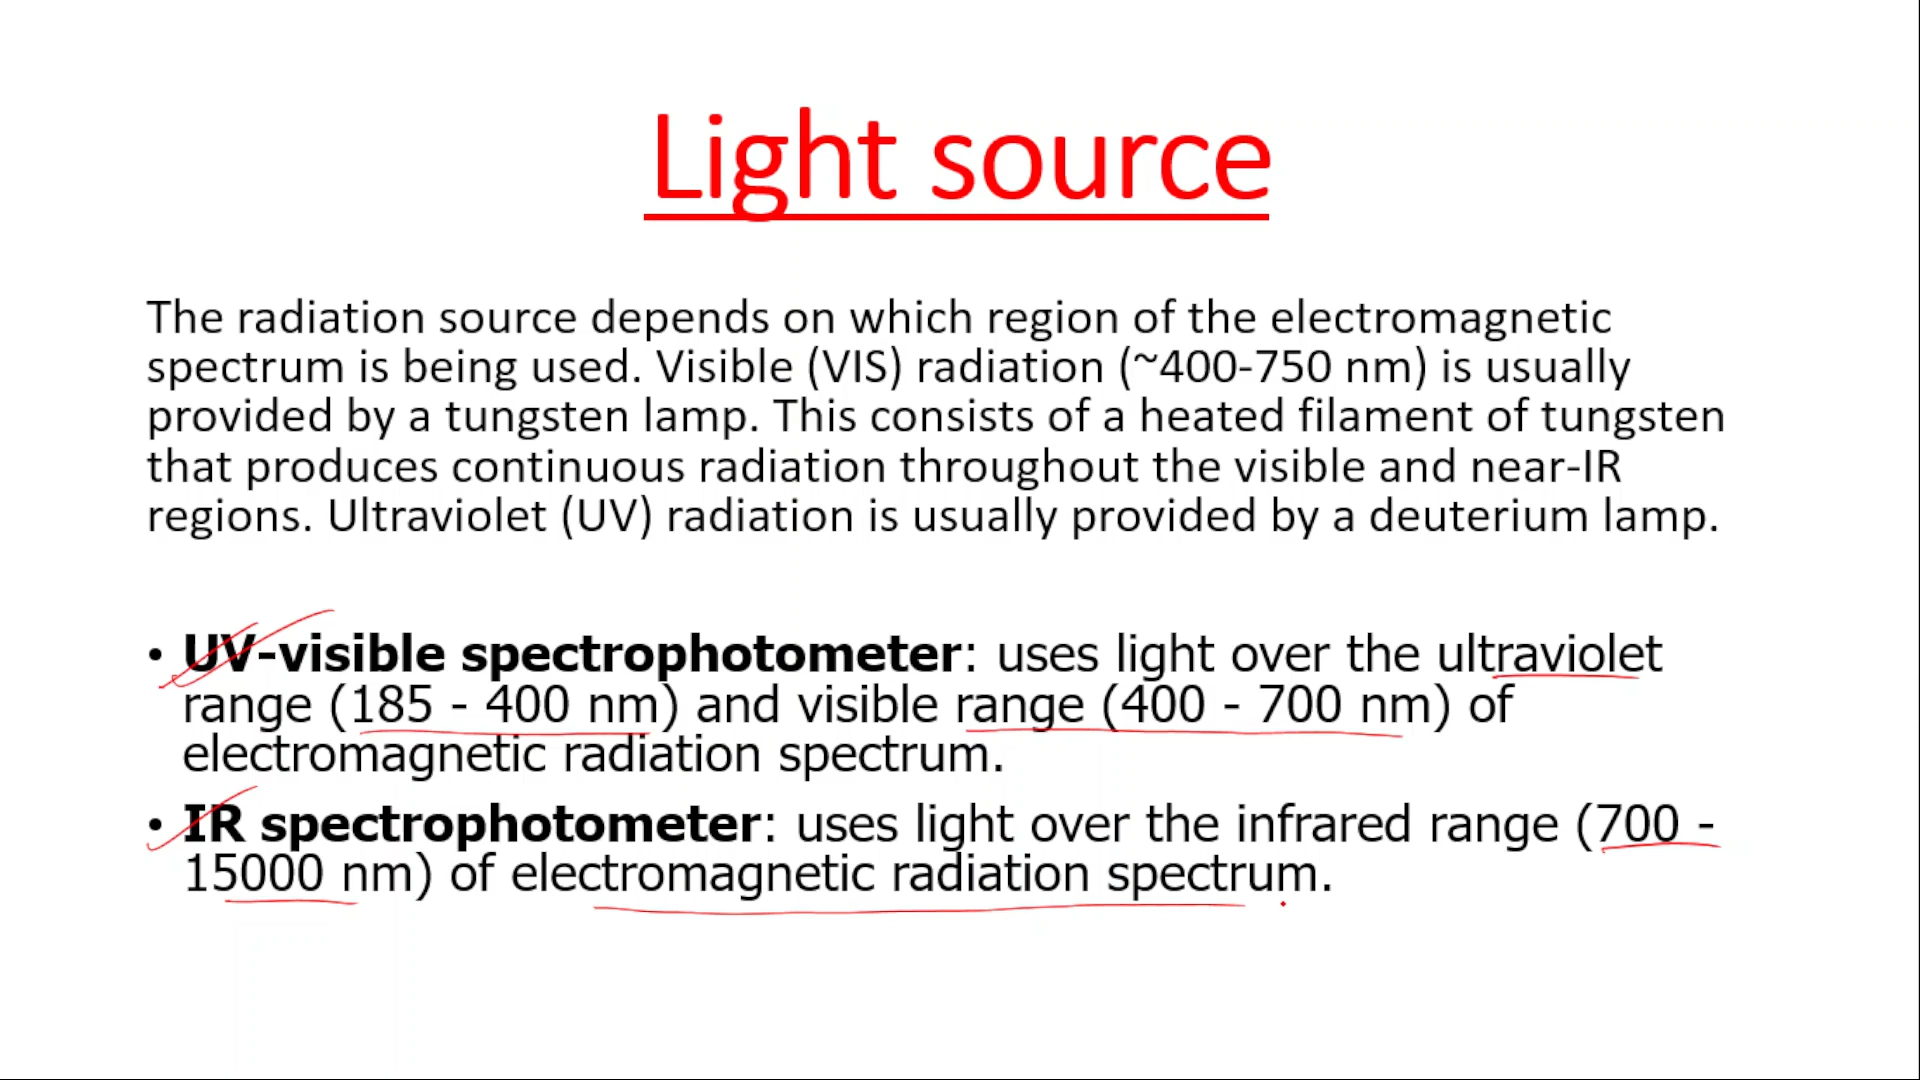 Light source
The radiation source depends on which region of the electromagnetic
spectrum is being used. Visible (VIS) radiation (~400-750 nm) is usually
provided by a tungsten lamp. This consists of a heated filament of tungsten
that produces continuous radiation throughout the visible and near-IR
regions. Ultraviolet (UV) radiation is usually provided by a deuterium lamp.
• UV-visible spectrophotometer: uses light over the ultraviolet
range (185 - 400 nm) and visible range (400 - 700 nm) of
electromagnetic radiation spectrum.
• IR spectrophotometer: uses light over the infrared range (700 -
15000 nm) of electromagnetic radiation spectrum.